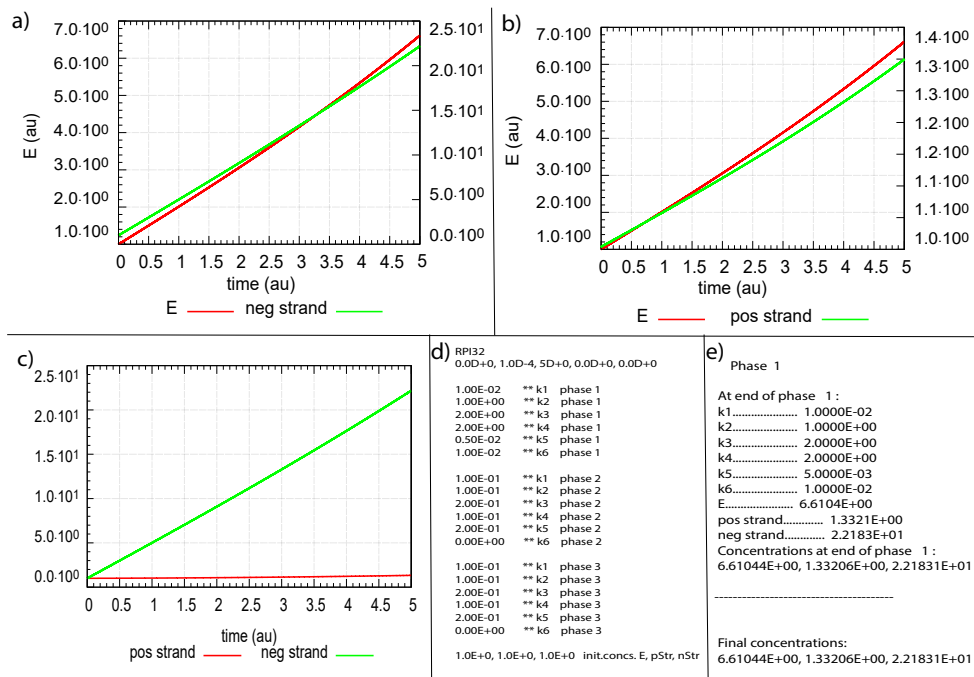 a)
7.0·10⁰
6.0·10⁰
5.0·10⁰
4.0·10⁰
3.0·10⁰
2.0·10⁰
1.0·10⁰
E (au)
2.5·10¹
2.0·10¹
1.5·10¹
1.0·10¹
5.0·10⁰
0.0·10⁰
0 0.5 1 1.5 2 2.5 3 3.5 4 4.5 5
time (au)
E neg strand
b)
7.0·10⁰
6.0·10⁰
5.0·10⁰
4.0·10⁰
3.0·10⁰
2.0·10⁰
1.0·10⁰
E (au)
1.4·10⁰
1.3·10⁰
1.3·10⁰
1.2·10⁰
1.2·10⁰
1.1·10⁰
1.1·10⁰
1.0·10⁰
0 0.5 1 1.5 2 2.5 3 3.5 4 4.5 5
time (au)
E pos strand
c)
2.5·10¹
2.0·10¹
1.5·10¹
1.0·10¹
5.0·10⁰
0.0·10⁰
0 0.5 1 1.5 2 2.5 3 3.5 4 4.5 5
time (au)
pos strand neg strand
d)
RPI32
0.0D+0, 1.0D-4, 5D+0, 0.0D+0, 0.0D+0
1.00E-02 ** k1 phase 1
1.00E+00 ** k2 phase 1
2.00E+00 ** k3 phase 1
2.00E+00 ** k4 phase 1
0.50E-02 ** k5 phase 1
1.00E-02 ** k6 phase 1
1.00E-01 ** k1 phase 2
1.00E-01 ** k2 phase 2
2.00E-01 ** k3 phase 2
1.00E-01 ** k4 phase 2
2.00E-01 ** k5 phase 2
0.00E+00 ** k6 phase 2
1.00E-01 ** k1 phase 3
1.00E-01 ** k2 phase 3
2.00E-01 ** k3 phase 3
1.00E-01 ** k4 phase 3
2.00E-01 ** k5 phase 3
0.00E+00 ** k6 phase 3
1.0E+0, 1.0E+0, 1.0E+0 init.concs. E, pStr, nStr
e)
Phase 1
At end of phase 1 :
k1...................... 1.0000E-02
k2...................... 1.0000E+00
k3...................... 2.0000E+00
k4...................... 2.0000E+00
k5...................... 5.0000E-03
k6...................... 1.0000E-02
E...................... 6.6104E+00
pos strand............. 1.3321E+00
neg strand............. 2.2183E+01
Concentrations at end of phase 1 :
6.61044E+00, 1.33206E+00, 2.21831E+01
----------------------------------------
Final concentrations:
6.61044E+00, 1.33206E+00, 2.21831E+01